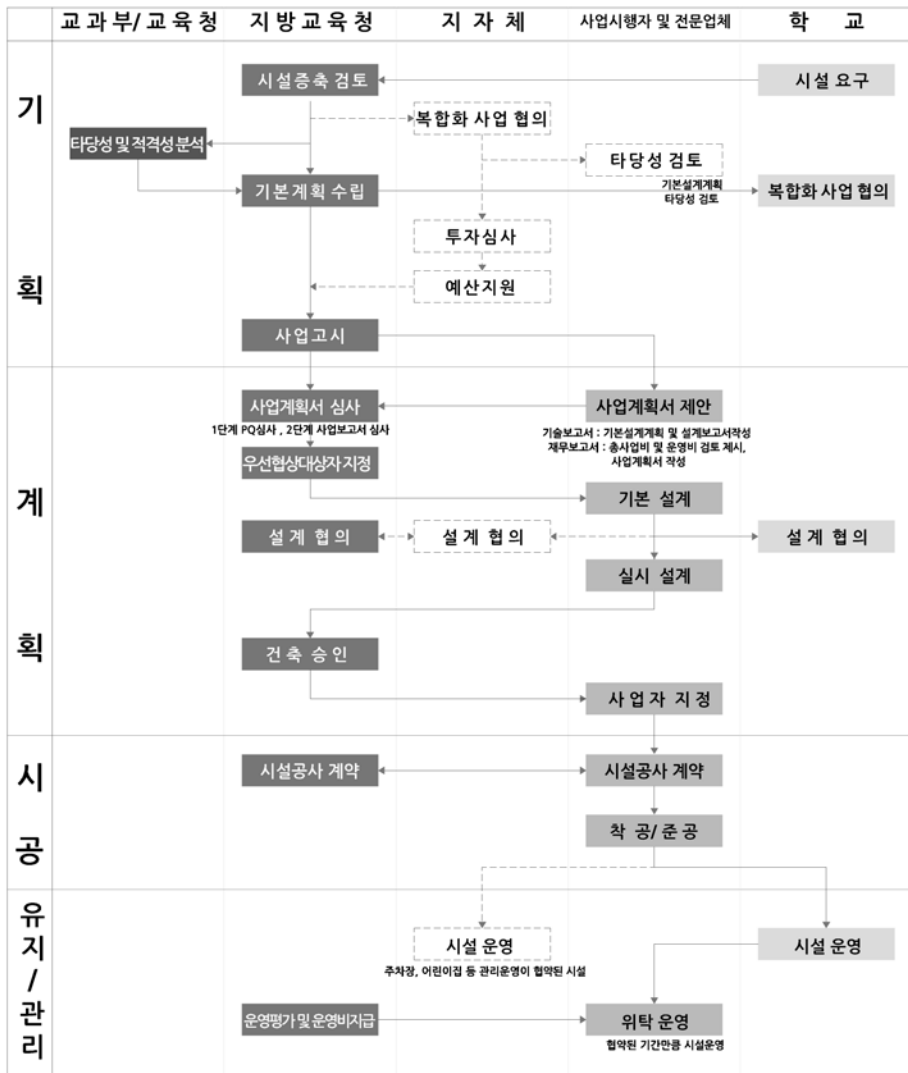 교과부/교육청
지방교육청
지자체
사업시행자 및 전문업체
학 교
기
획
시설증축 검토
시설 요구
복합화 사업 협의
타당성 및 적격성 분석
타당성 검토
기본계획 수립
기본설계계획
타당성 검토
복합화 사업 협의
투자심사
예산지원
사업고시
계
획
사업계획서 심사
1단계 PQ심사 , 2단계 사업보고서 심사
사업계획서 제안
기술보고서 : 기본설계계획 및 설계보고서작성
재무보고서 : 총사업비 및 운영비 검토 제시,
사업계획서 작성
우선협상대상자 지정
기본 설계
설계 협의
설계 협의
설계 협의
실시 설계
건축 승인
사업자 지정
시
공
시설공사 계약
시설공사 계약
착 공/준 공
유
지
/
관
리
시설 운영
주차장, 어린이집 등 관리운영이 협약된 시설
시설 운영
운영평가 및 운영비지급
위탁 운영
협약된 기간만큼 시설운영